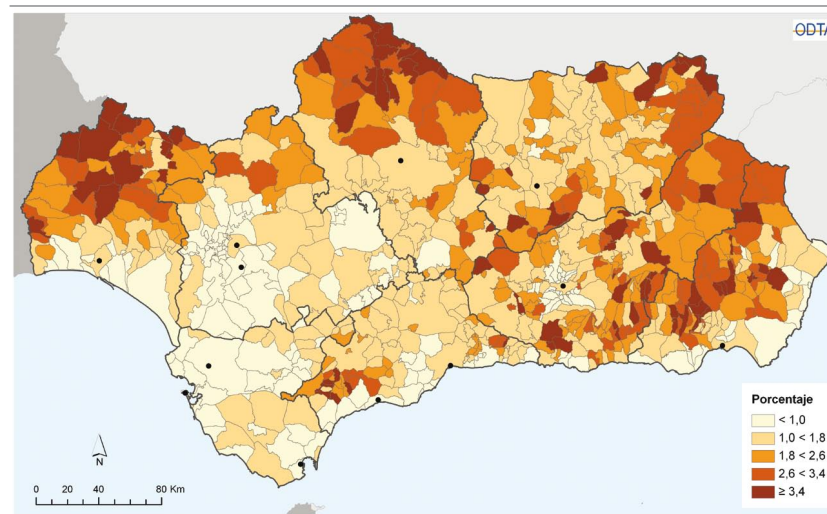 ODTA
Porcentaje
< 1,0
1,0 < 1,8
1,8 < 2,6
2,6 < 3,4
≥ 3,4
N
0 20 40 80 Km